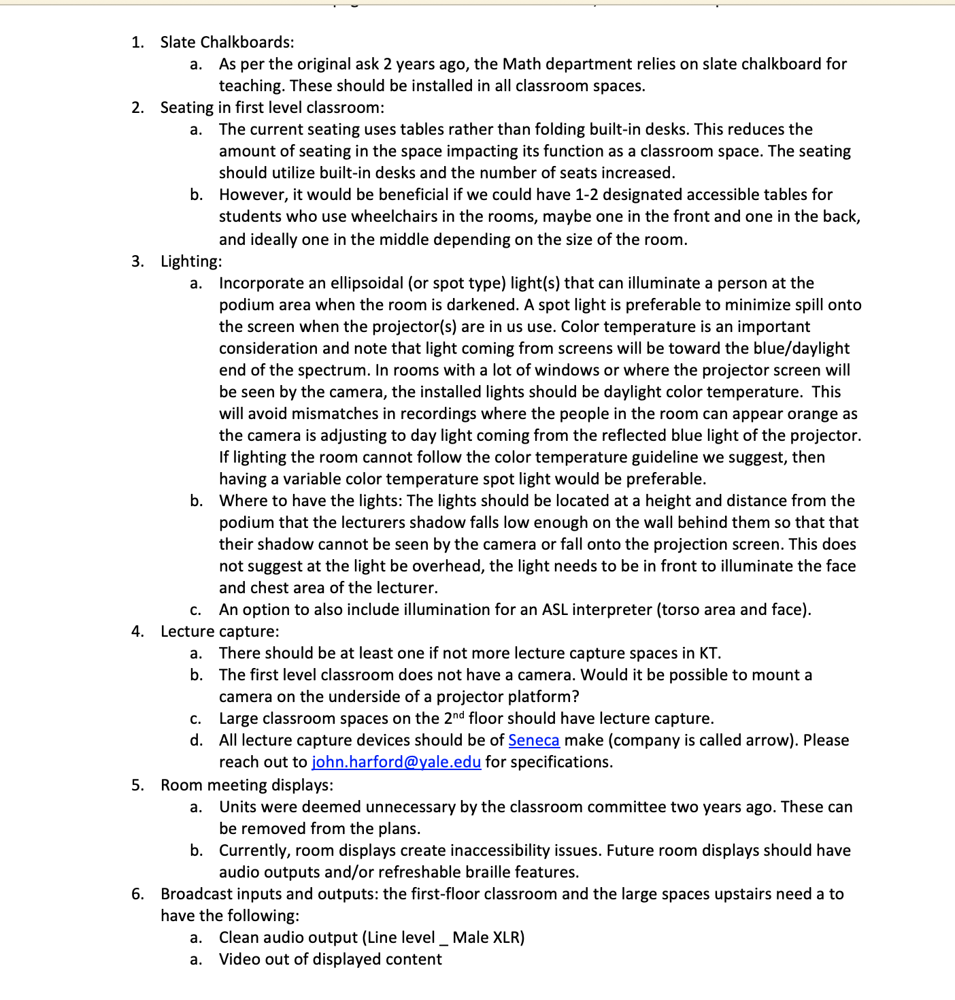 1. Slate Chalkboards:
a. As per the original ask 2 years ago, the Math department relies on slate chalkboard for
teaching. These should be installed in all classroom spaces.
2. Seating in first level classroom:
a. The current seating uses tables rather than folding built-in desks. This reduces the
amount of seating in the space impacting its function as a classroom space. The seating
should utilize built-in desks and the number of seats increased.
b. However, it would be beneficial if we could have 1-2 designated accessible tables for
students who use wheelchairs in the rooms, maybe one in the front and one in the back,
and ideally one in the middle depending on the size of the room.
3. Lighting:
a. Incorporate an ellipsoidal (or spot type) light(s) that can illuminate a person at the
podium area when the room is darkened. A spot light is preferable to minimize spill onto
the screen when the projector(s) are in us use. Color temperature is an important
consideration and note that light coming from screens will be toward the blue/daylight
end of the spectrum. In rooms with a lot of windows or where the projector screen will
be seen by the camera, the installed lights should be daylight color temperature.  This
will avoid mismatches in recordings where the people in the room can appear orange as
the camera is adjusting to day light coming from the reflected blue light of the projector.
If lighting the room cannot follow the color temperature guideline we suggest, then
having a variable color temperature spot light would be preferable.
b. Where to have the lights: The lights should be located at a height and distance from the
podium that the lecturers shadow falls low enough on the wall behind them so that that
their shadow cannot be seen by the camera or fall onto the projection screen. This does
not suggest at the light be overhead, the light needs to be in front to illuminate the face
and chest area of the lecturer.
c. An option to also include illumination for an ASL interpreter (torso area and face).
4. Lecture capture:
a. There should be at least one if not more lecture capture spaces in KT.
b. The first level classroom does not have a camera. Would it be possible to mount a
camera on the underside of a projector platform?
c. Large classroom spaces on the 2nd floor should have lecture capture.
d. All lecture capture devices should be of Seneca make (company is called arrow). Please
reach out to john.harford@yale.edu for specifications.
5. Room meeting displays:
a. Units were deemed unnecessary by the classroom committee two years ago. These can
be removed from the plans.
b. Currently, room displays create inaccessibility issues. Future room displays should have
audio outputs and/or refreshable braille features.
6. Broadcast inputs and outputs: the first-floor classroom and the large spaces upstairs need a to
have the following:
a. Clean audio output (Line level _ Male XLR)
a. Video out of displayed content